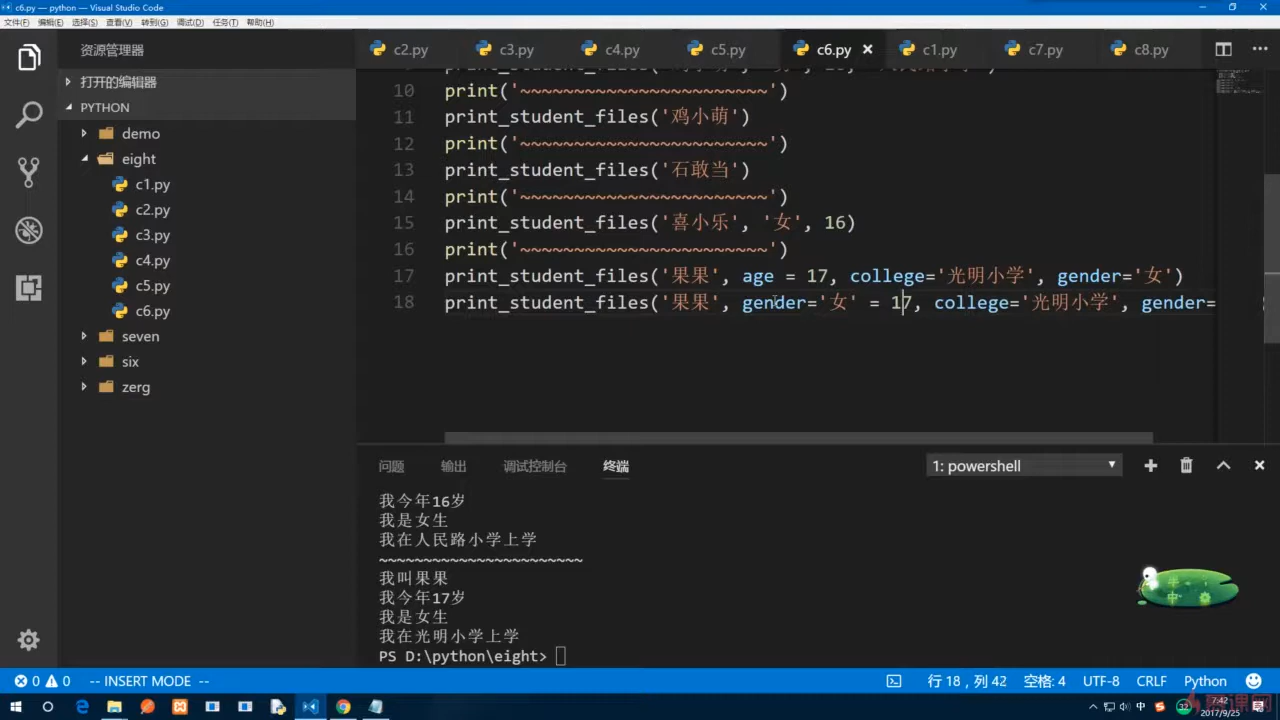 c6.py — python — Visual Studio Code
文件(F) 编辑(E) 选择(S) 查看(V) 转到(G) 调试(D) 任务(T) 帮助(H)
资源管理器
c2.py c3.py c4.py c5.py c6.py c1.py c7.py c8.py
打开的编辑器
PYTHON
demo
eight
c1.py
c2.py
c3.py
c4.py
c5.py
c6.py
seven
six
zerg
10 print('~~~~~~~~~~~~~~~~~~~~~~~')
11 print_student_files('鸡小萌')
12 print('~~~~~~~~~~~~~~~~~~~~~~~')
13 print_student_files('石敢当')
14 print('~~~~~~~~~~~~~~~~~~~~~~~')
15 print_student_files('喜小乐', '女', 16)
16 print('~~~~~~~~~~~~~~~~~~~~~~~')
17 print_student_files('果果', age = 17, college='光明小学', gender='女')
18 print_student_files('果果', gender='女' = 17, college='光明小学', gender=
问题 输出 调试控制台 终端 1: powershell
我今年16岁
我是女生
我在人民路小学上学
~~~~~~~~~~~~~~~~~~~~~~~
我叫果果
我今年17岁
我是女生
我在光明小学上学
PS D:\python\eight>
0 0 -- INSERT MODE -- 行 18，列 42 空格: 4 UTF-8 CRLF Python
中 32 7:42
2017/9/25